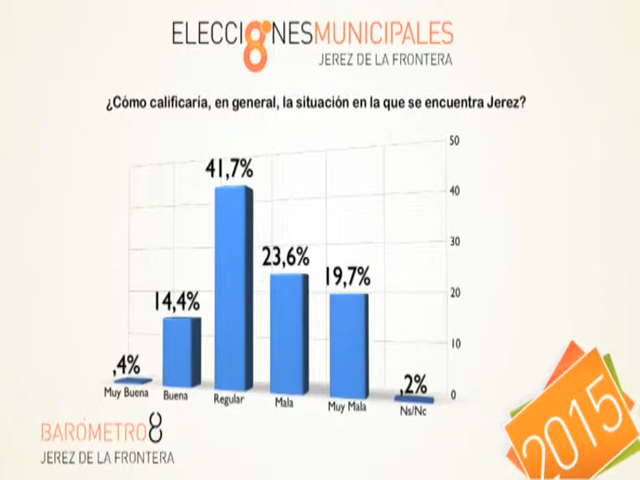 ELECCI8NESMUNICIPALES
JEREZ DE LA FRONTERA
¿Cómo calificaría, en general, la situación en la que se encuentra Jerez?
50
40
30
20
10
0
,4%
14,4%
41,7%
23,6%
19,7%
,2%
Muy Buena
Buena
Regular
Mala
Muy Mala
Ns/Nc
BARÓMETRO8
JEREZ DE LA FRONTERA
2015